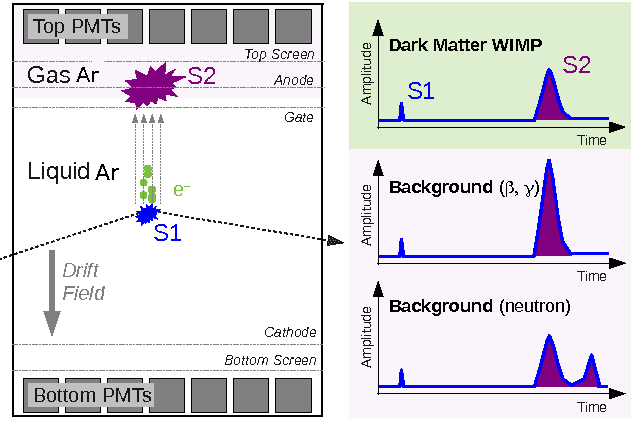 Top PMTs
Top Screen
Gas Ar
S2
Anode
Gate
Liquid Ar
e⁻
S1
Drift
Field
Cathode
Bottom Screen
Bottom PMTs
Amplitude
Dark Matter WIMP
S1
S2
Time
Amplitude
Background (β, γ)
Time
Amplitude
Background (neutron)
Time